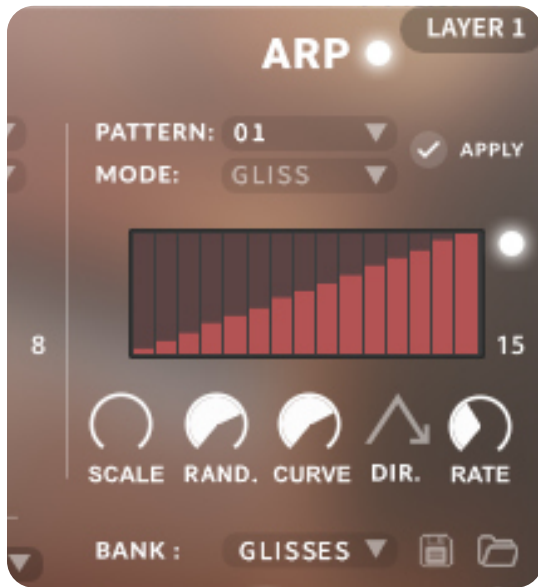 LAYER 1
ARP
PATTERN: 01
APPLY
MODE: GLISS
8
15
SCALE RAND. CURVE DIR. RATE
BANK : GLISSES